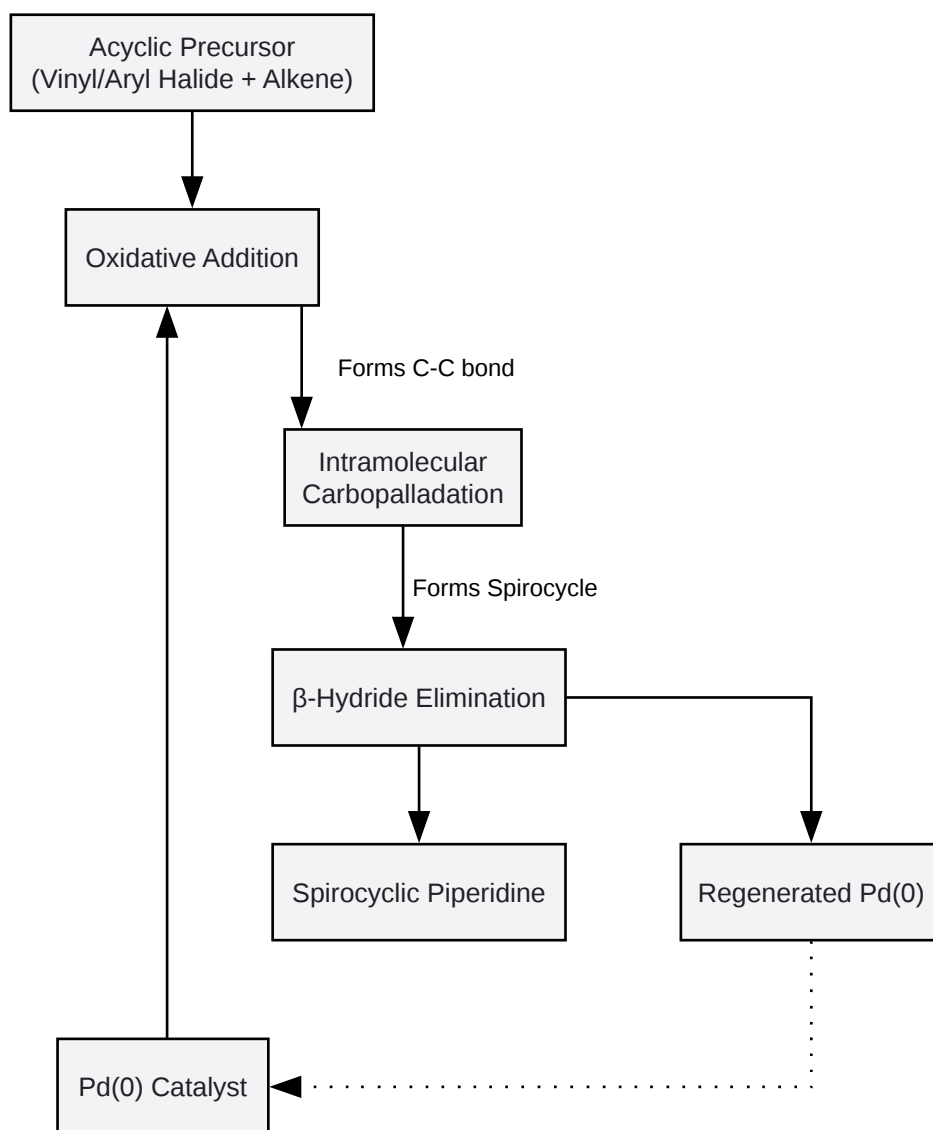 Acyclic Precursor
(Vinyl/Aryl Halide + Alkene)
Oxidative Addition
Forms C-C bond
Intramolecular
Carbopalladation
Forms Spirocycle
β-Hydride Elimination
Spirocyclic Piperidine
Regenerated Pd(0)
Pd(0) Catalyst